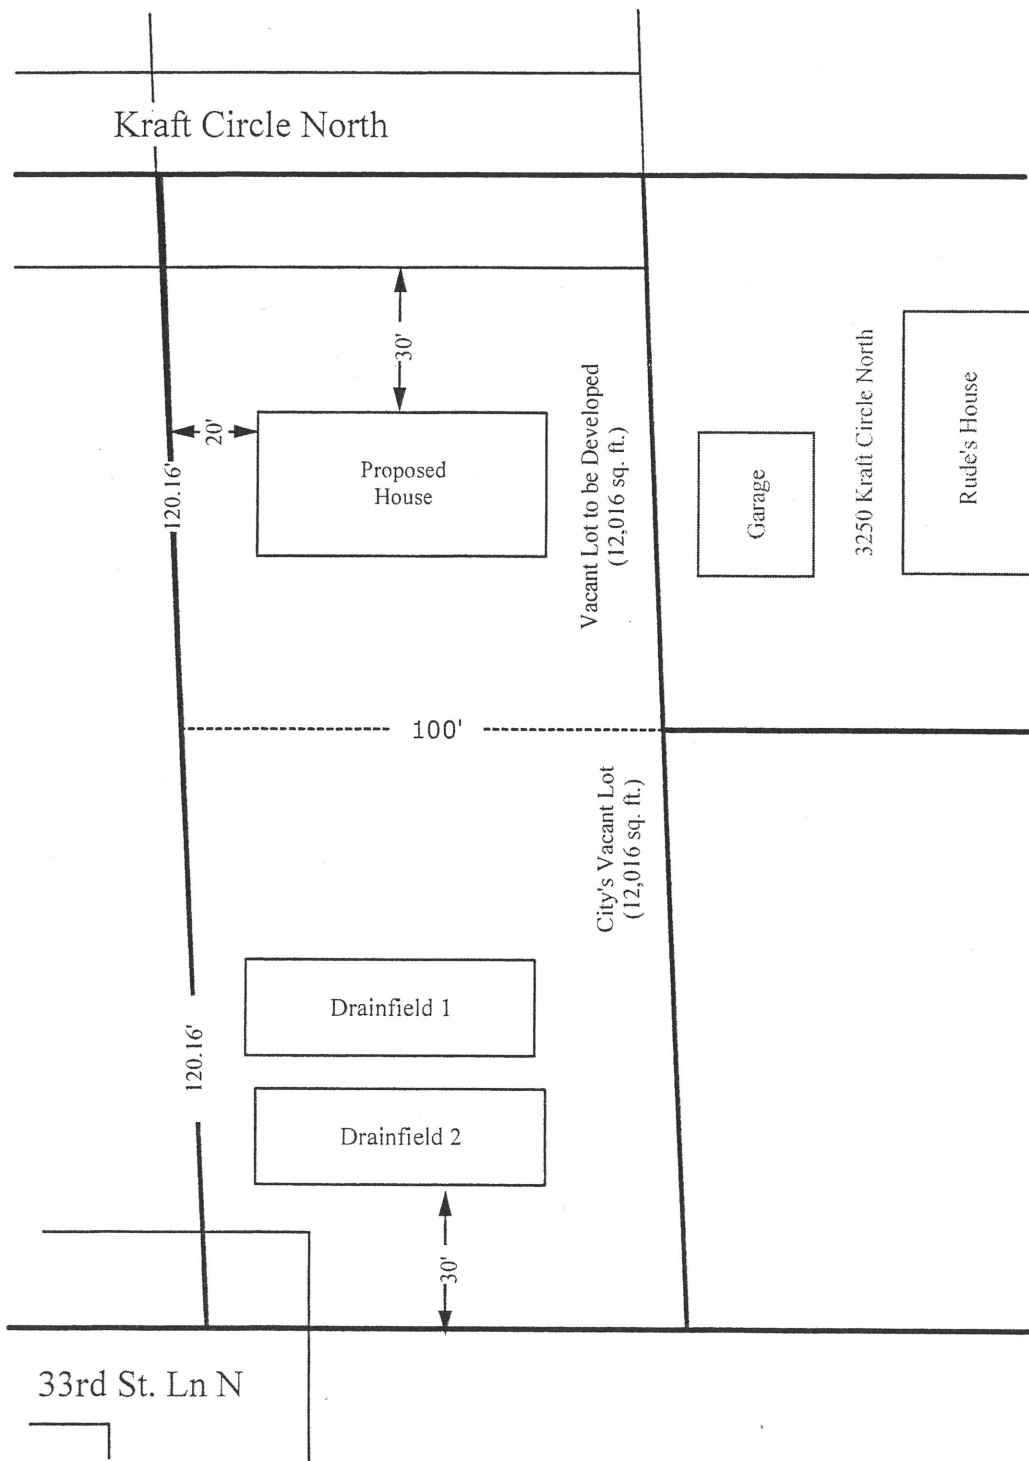 Kraft Circle North
30'
20'
120.16'
Proposed
House
Vacant Lot to be Developed
(12,016 sq. ft.)
Garage
3250 Kraft Circle North
Rude's House
100'
City's Vacant Lot
(12,016 sq. ft.)
Drainfield 1
120.16'
Drainfield 2
30'
33rd St. Ln N